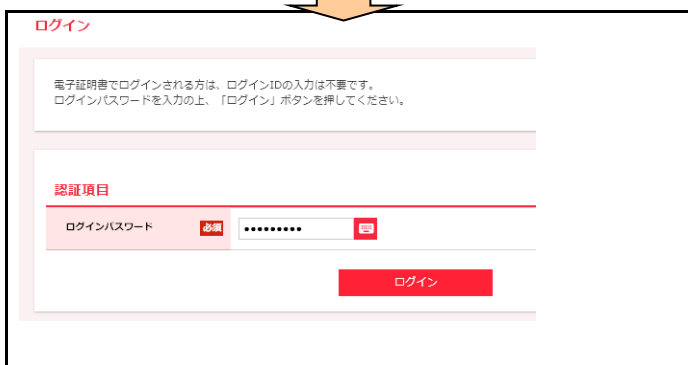 ログイン
電子証明書でログインされる方は、ログインIDの入力は不要です。
ログインパスワードを入力の上、「ログイン」ボタンを押してください。
認証項目
ログインパスワード 必須 •••••••••
ログイン